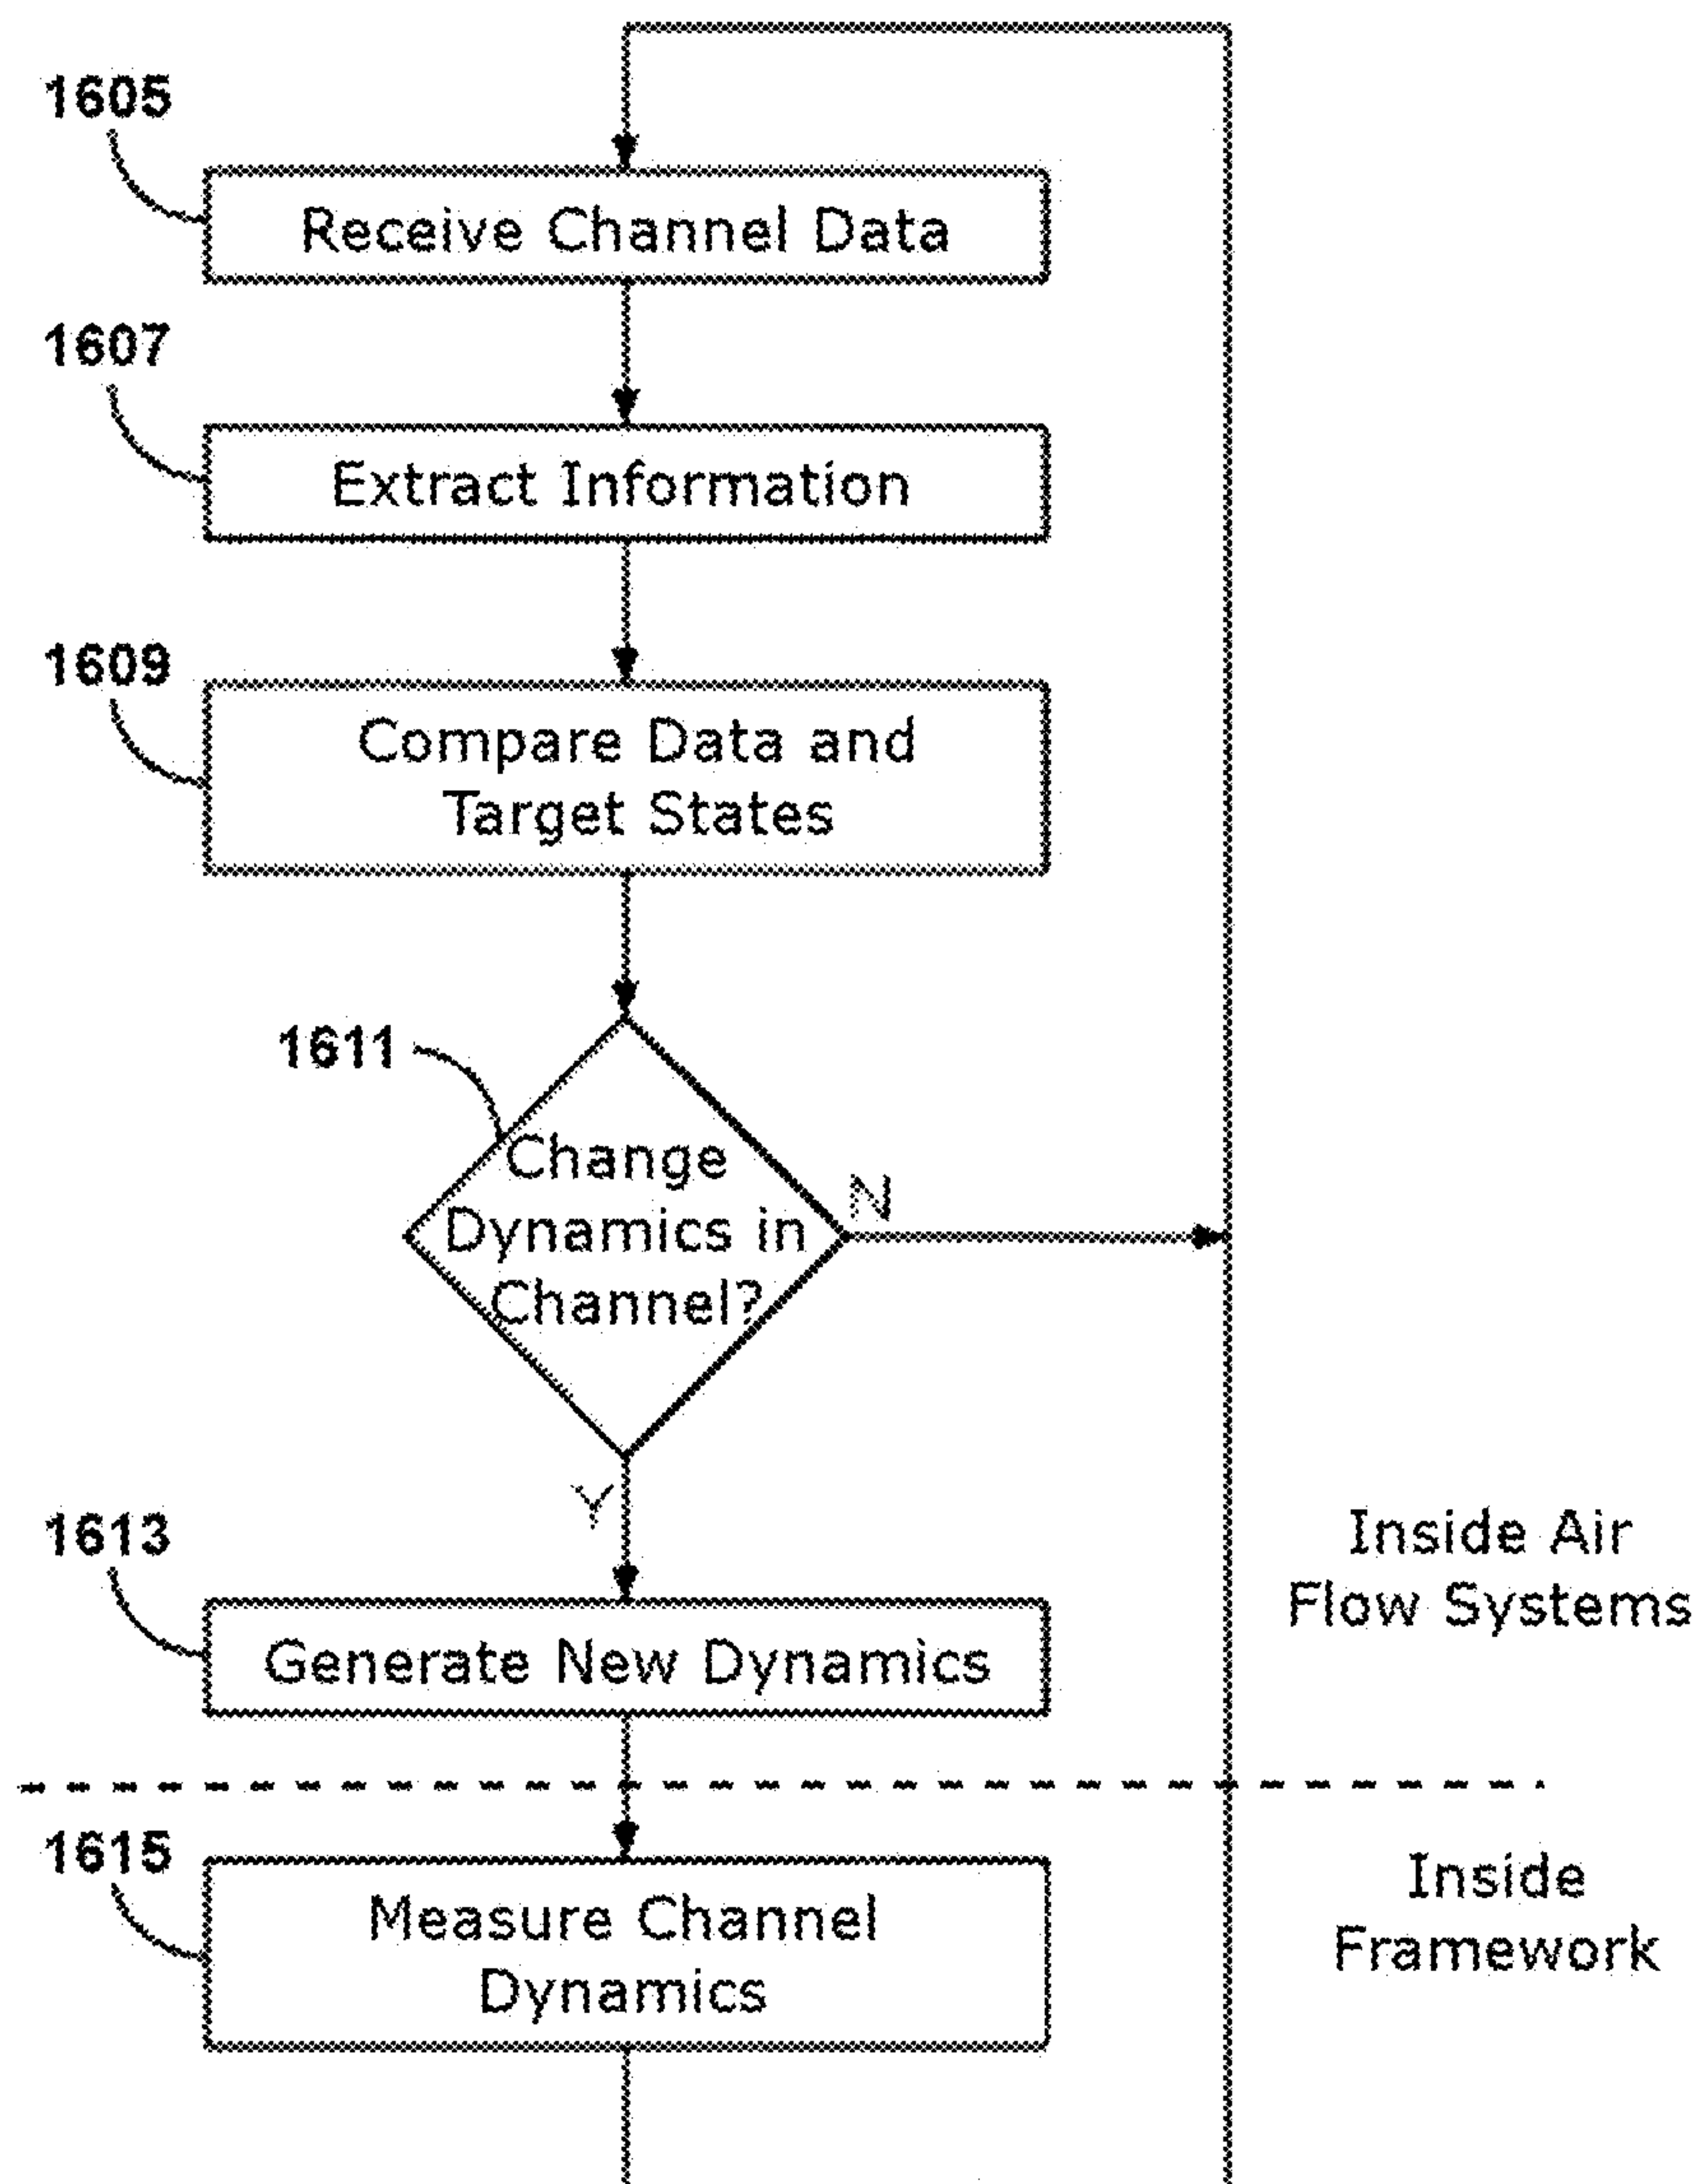 1605
Receive Channel Data
1607
Extract Information
1609
Compare Data and
Target States
1611
Change
Dynamics in
Channel?
N
Y
1613
Generate New Dynamics
Inside Air
Flow Systems
1615
Measure Channel
Dynamics
Inside
Framework